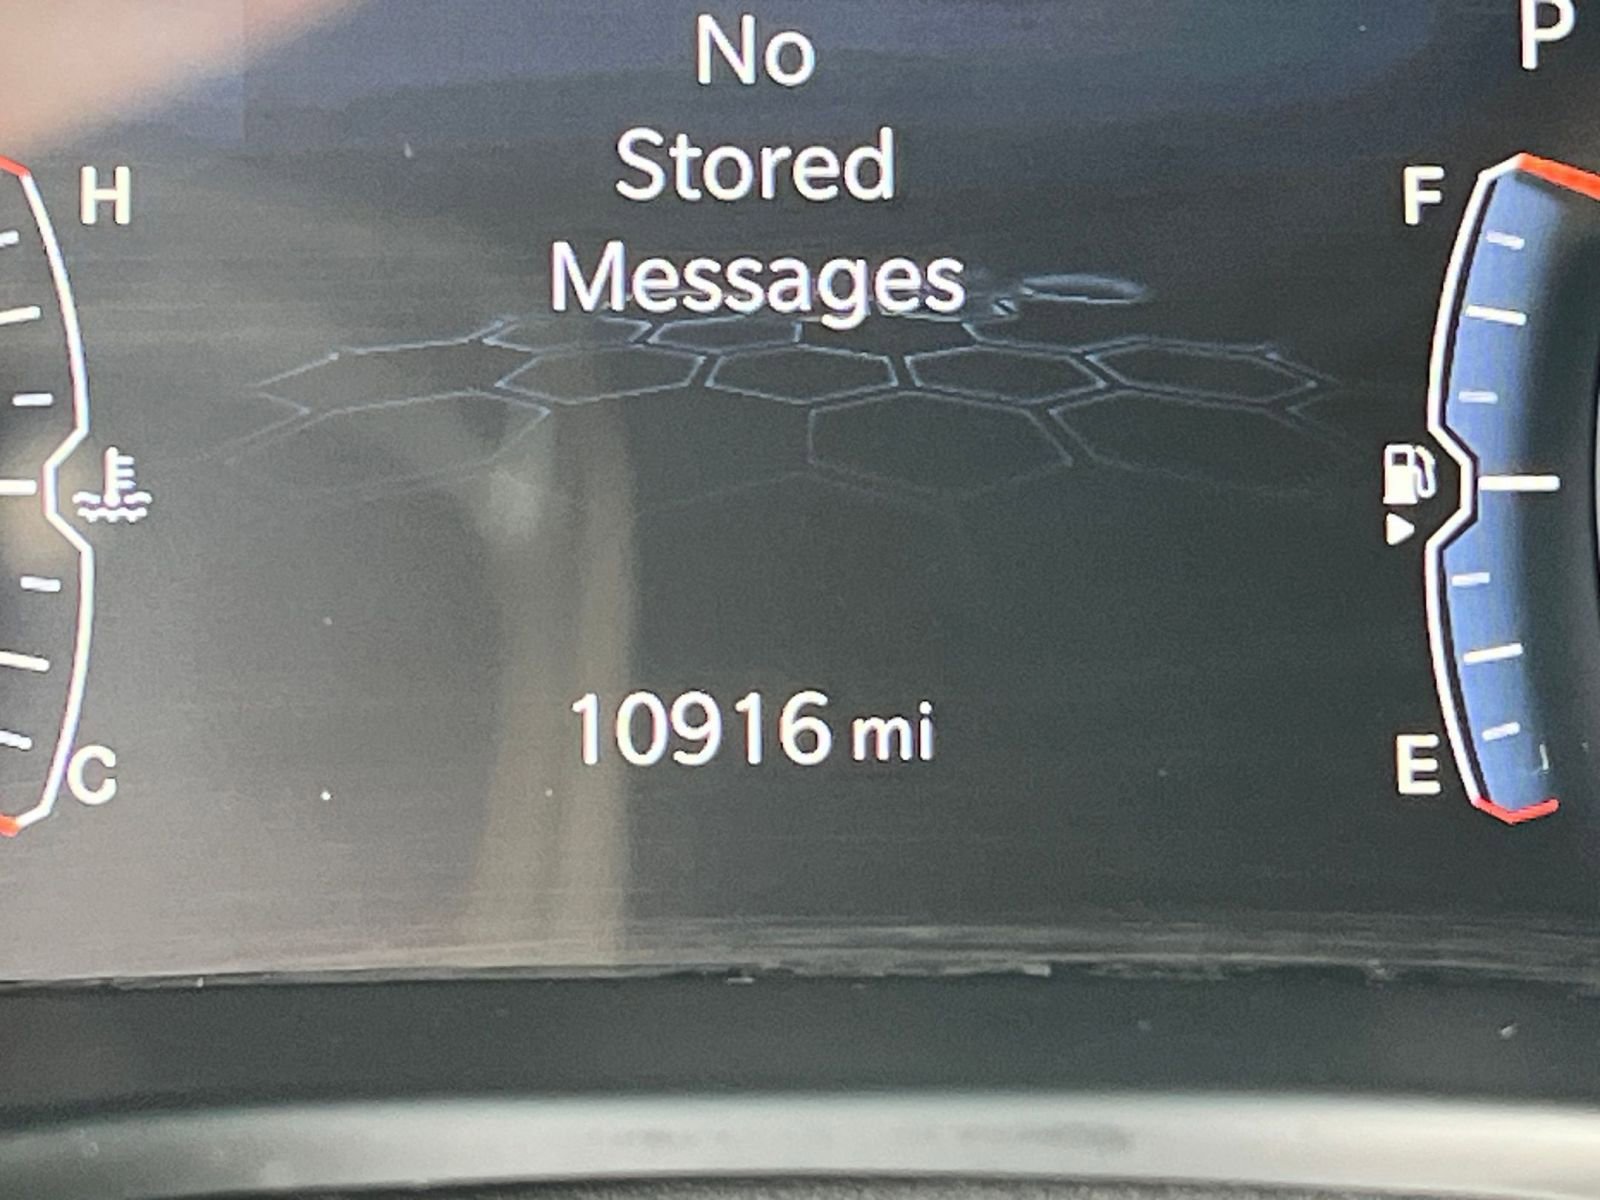 No
Stored
Messages
P
H
F
10916 mi
C
E